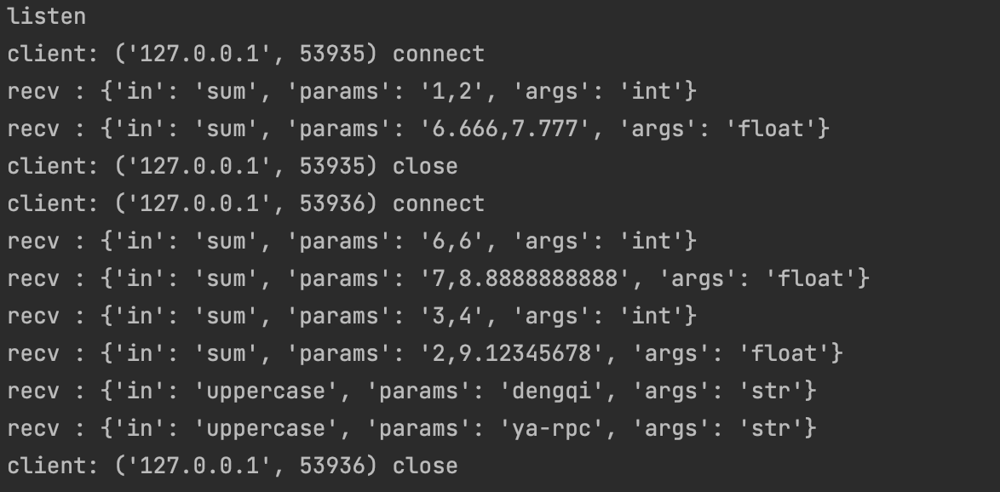 listen
client: ('127.0.0.1', 53935) connect
recv : {'in': 'sum', 'params': '1,2', 'args': 'int'}
recv : {'in': 'sum', 'params': '6.666,7.777', 'args': 'float'}
client: ('127.0.0.1', 53935) close
client: ('127.0.0.1', 53936) connect
recv : {'in': 'sum', 'params': '6,6', 'args': 'int'}
recv : {'in': 'sum', 'params': '7,8.8888888888', 'args': 'float'}
recv : {'in': 'sum', 'params': '3,4', 'args': 'int'}
recv : {'in': 'sum', 'params': '2,9.12345678', 'args': 'float'}
recv : {'in': 'uppercase', 'params': 'dengqi', 'args': 'str'}
recv : {'in': 'uppercase', 'params': 'ya-rpc', 'args': 'str'}
client: ('127.0.0.1', 53936) close